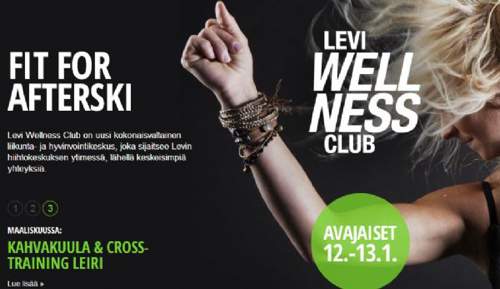 FIT FOR
AFTERSKI
Levi Wellness Club on uusi kokonaisvaltainen
liikunta- ja hyvinvointikeskus, joka sijaitsee Levin
hiihtokeskuksen ytimessä, lähellä keskeisimpiä
yhteyksiä.
1 2 3
MAALISKUUSSA:
KAHVAKUULA & CROSS-
TRAINING LEIRI
Lue lisää »
LEVI
WELL
NESS
CLUB
AVAJAISET
12.-13.1.